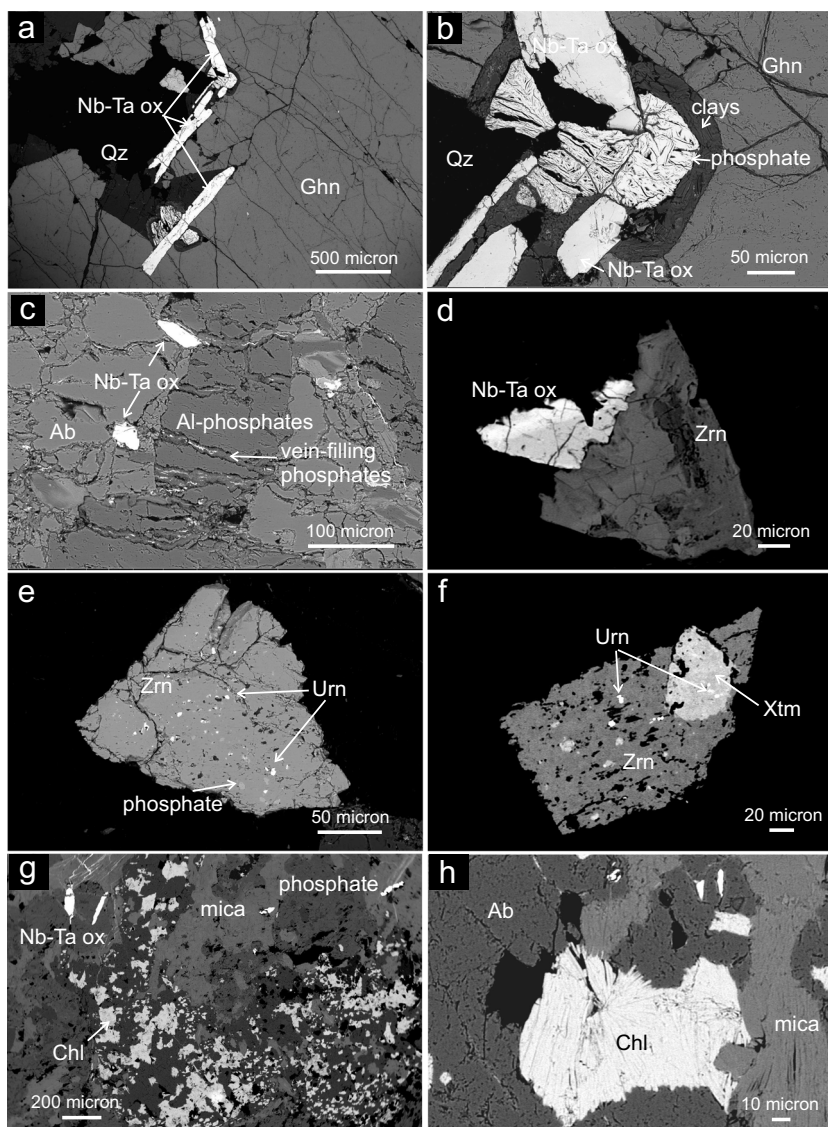 a
Nb-Ta ox
Qz
Ghn
500 micron
b
Nb-Ta ox
Ghn
clays
Qz
phosphate
Nb-Ta ox
50 micron
c
Nb-Ta ox
Ab
Al-phosphates
vein-filling
phosphates
100 micron
d
Nb-Ta ox
Zrn
20 micron
e
Zrn
Urn
phosphate
50 micron
f
Urn
Xtm
Zrn
20 micron
g
phosphate
mica
Nb-Ta ox
Chl
200 micron
h
Ab
Chl
mica
10 micron